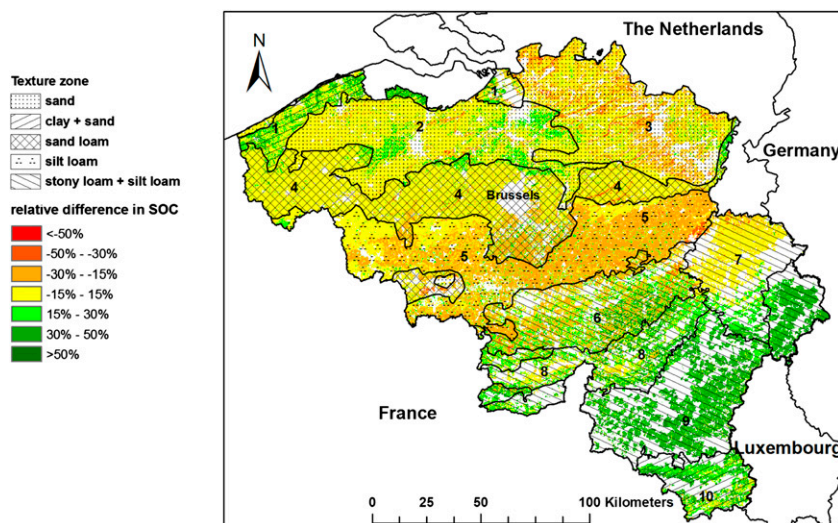 Texture zone
sand
clay + sand
sand loam
silt loam
stony loam + silt loam
relative difference in SOC
<-50%
-50% - -30%
-30% - -15%
-15% - 15%
15% - 30%
30% - 50%
>50%
N
The Netherlands
Germany
Luxembourg
France
Brussels
1
1
2
3
4
4
4
5
5
6
7
8
8
9
10
0 25 50 100 Kilometers